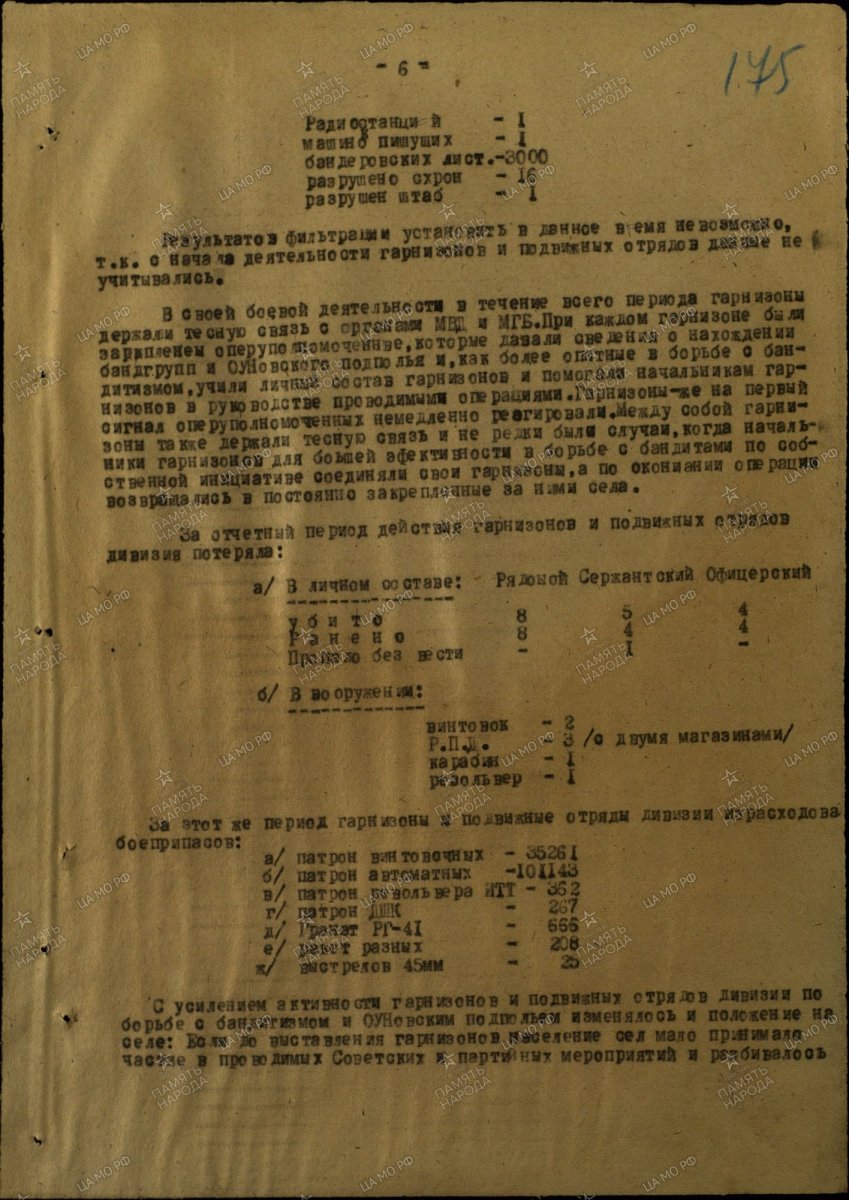 - 6 -
175
Радиостанций - 1
машино пишущих - 1
бандеровских лист.-3000
разрушено схрон - 16
разрушен штаб - 1
Результатов фильтрации установить в данное в емя невозможно,
т.к. с начала деятельности гарнизонов и подвижных отрядов данные не
учитывались.
В своей боевой деятельности в течение всего периода гарнизоны
держали тесную связь с органами МВД и МГБ.При каждом гарнизоне были
оперуполномоченные,которые давали сведения о нахождении
бандгрупп и ОУНовского подполья и,как более опытные в борьбе с бан-
дитизмом,учили личный состав гарнизонов и помогали начальникам гар-
низонов в руководстве проводимыми операциями.Гарнизоны-же на первый
сигнал оперуполномоченных немедленно реагировали.Между собой гарни-
зоны также держали тесную связь и не редки были случаи,когда началь-
ники гарнизонов для большей эфективности в борьбе с бандитами по соб-
ственной инициативе соединяли свои гарнизоны,а по окончании операции
возвращались в постоянно закрепленные за ними села.
За отчетный период действия гарнизонов и подвижных отрядов
дивизия потеряла:
а/ В личном составе: Рядовой Сержантский Офицерский
у б и т о 8 5 4
Р а н е н о 8 4 4
Пропало без вести - 1 -
б/ В вооружении:
винтовок - 2
Р.П.Д. - 3 /с двумя магазинами/
карабин - 1
револьвер - 1
За этот же период гарнизоны и подвижные отряды дивизии израсходова
боеприпасов:
а/ патрон винтовочных - 35261
б/ патрон автоматных -101143
в/ патрон револьвера ИТТ - 362
г/ патрон ДШК - 267
д/ Гранат РГ-41 - 666
е/ ракет разных - 208
ж/ выстрелов 45мм - 25
С усилением активности гарнизонов и подвижных отрядов дивизии по
борьбе с бандитизмом и ОУНовским подпольем изменялось и положение на
селе: Если до выставления гарнизонов население сел мало принимало
часте в проводимых Советских и партийных мероприятий и разбивалось